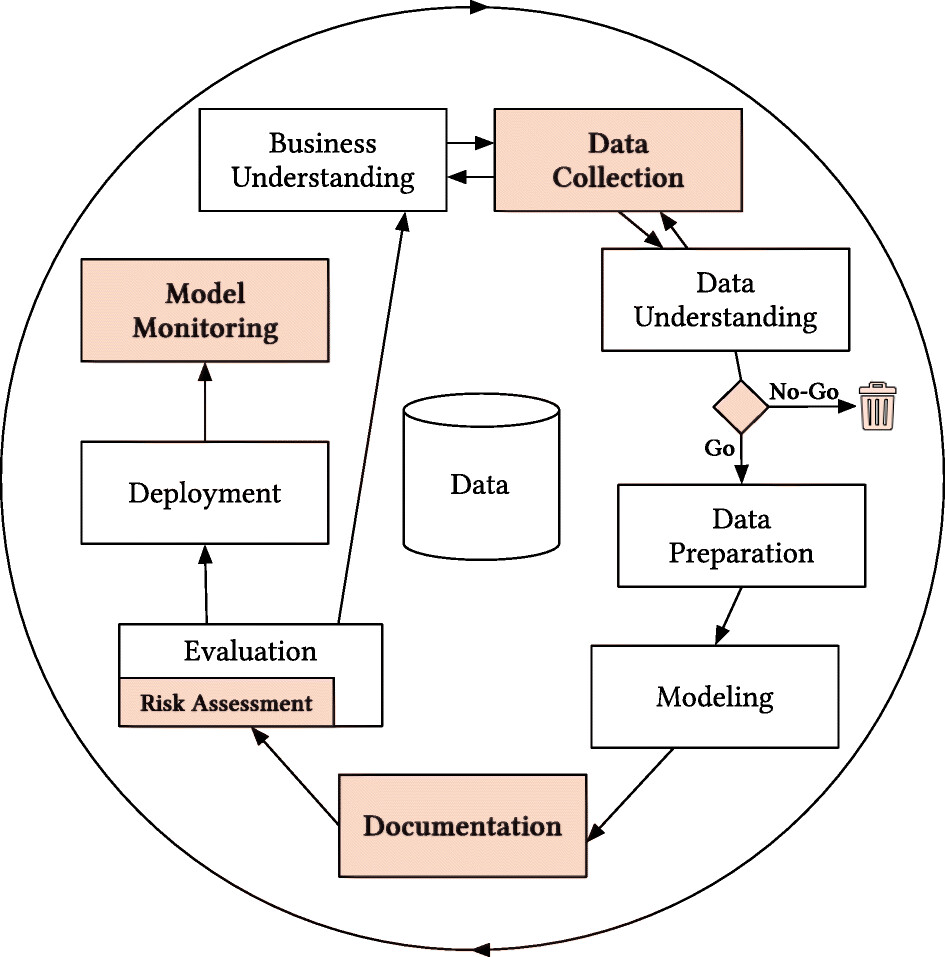 Business
Understanding
Data
Collection
Data
Understanding
No-Go
Go
Data
Preparation
Modeling
Documentation
Evaluation
Risk Assessment
Deployment
Model
Monitoring
Data